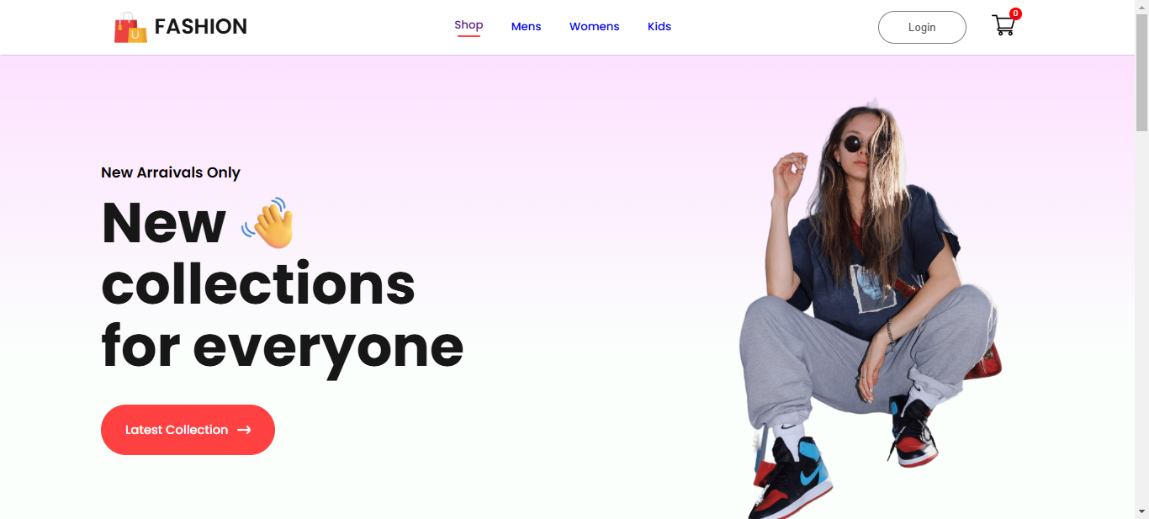 FASHION
Shop Mens Womens Kids
Login
0
New Arraivals Only
New
collections
for everyone
Latest Collection
U